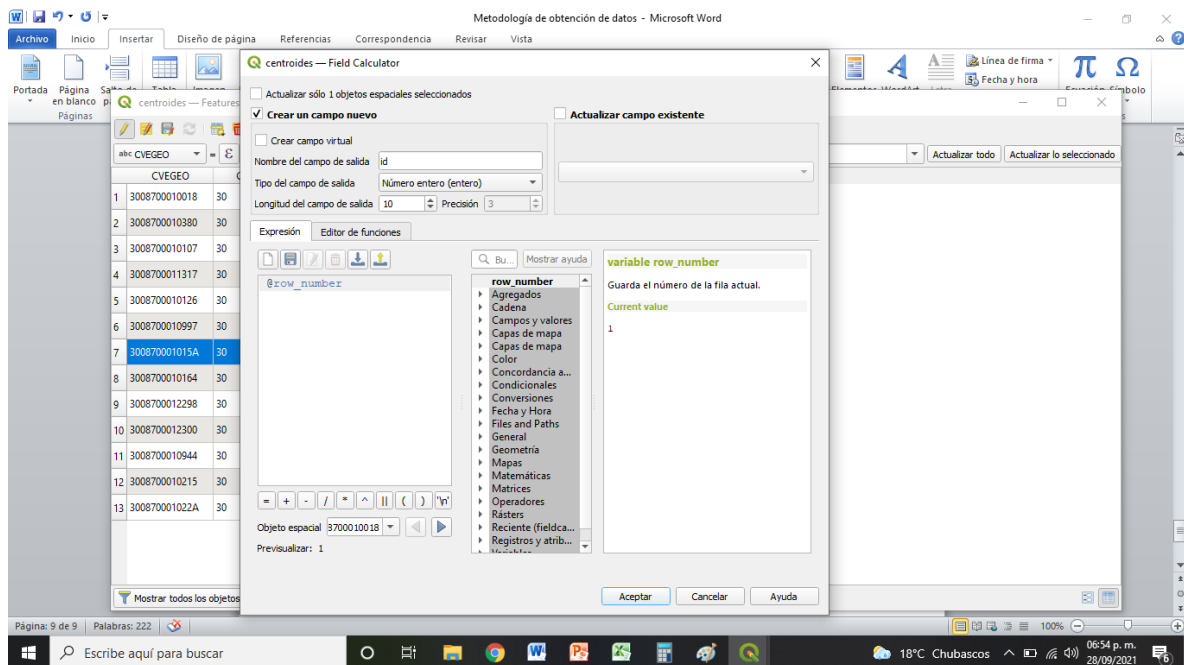 Metodología de obtención de datos - Microsoft Word
Archivo Inicio Insertar Diseño de página Referencias Correspondencia Revisar Vista
Portada
Página en blanco
Páginas
Tabla
Línea de firma
Fecha y hora
WordArt
Ecuación Símbolo
centroides — Features
abc CVEGEO = ε
Actualizar todo Actualizar lo seleccionado
CVEGEO
1 3008700010018 30
2 3008700010380 30
3 3008700010107 30
4 3008700011317 30
5 3008700010126 30
6 3008700010997 30
7 300870001015A 30
8 3008700010164 30
9 3008700012298 30
10 3008700012300 30
11 3008700010944 30
12 3008700010215 30
13 300870001022A 30
Mostrar todos los objetos
centroides — Field Calculator
Actualizar sólo 1 objetos espaciales seleccionados
Crear un campo nuevo
Actualizar campo existente
Crear campo virtual
Nombre del campo de salida id
Tipo del campo de salida Número entero (entero)
Longitud del campo de salida 10 Precisión 3
Expresión Editor de funciones
Bu... Mostrar ayuda
@row_number
row_number
Agregados
Cadena
Campos y valores
Capas de mapa
Capas de mapa
Color
Concordancia a...
Condicionales
Conversiones
Fecha y Hora
Files and Paths
General
Geometría
Mapas
Matemáticas
Matrices
Operadores
Rásters
Reciente (fieldca...
Registros y atrib...
Variables
variable row_number
Guarda el número de la fila actual.
Current value
1
= + - / * ^ || ( ) '\n'
Objeto espacial 3700010018
Previsualizar: 1
Aceptar Cancelar Ayuda
Página: 9 de 9 Palabras: 222 100%
Escribe aquí para buscar
18°C Chubascos
06:54 p. m.
28/09/2021
6